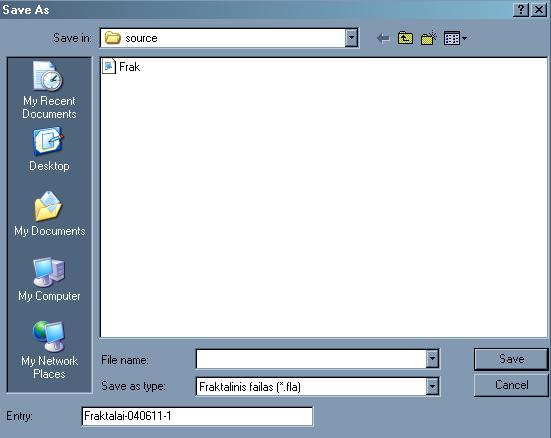 Save As
Save in: source
Frak
My Recent
Documents
Desktop
My Documents
My Computer
My Network
Places
File name:
Save
Save as type: Fraktalinis failas (*.fla)
Cancel
Entry: Fraktalai-040611-1